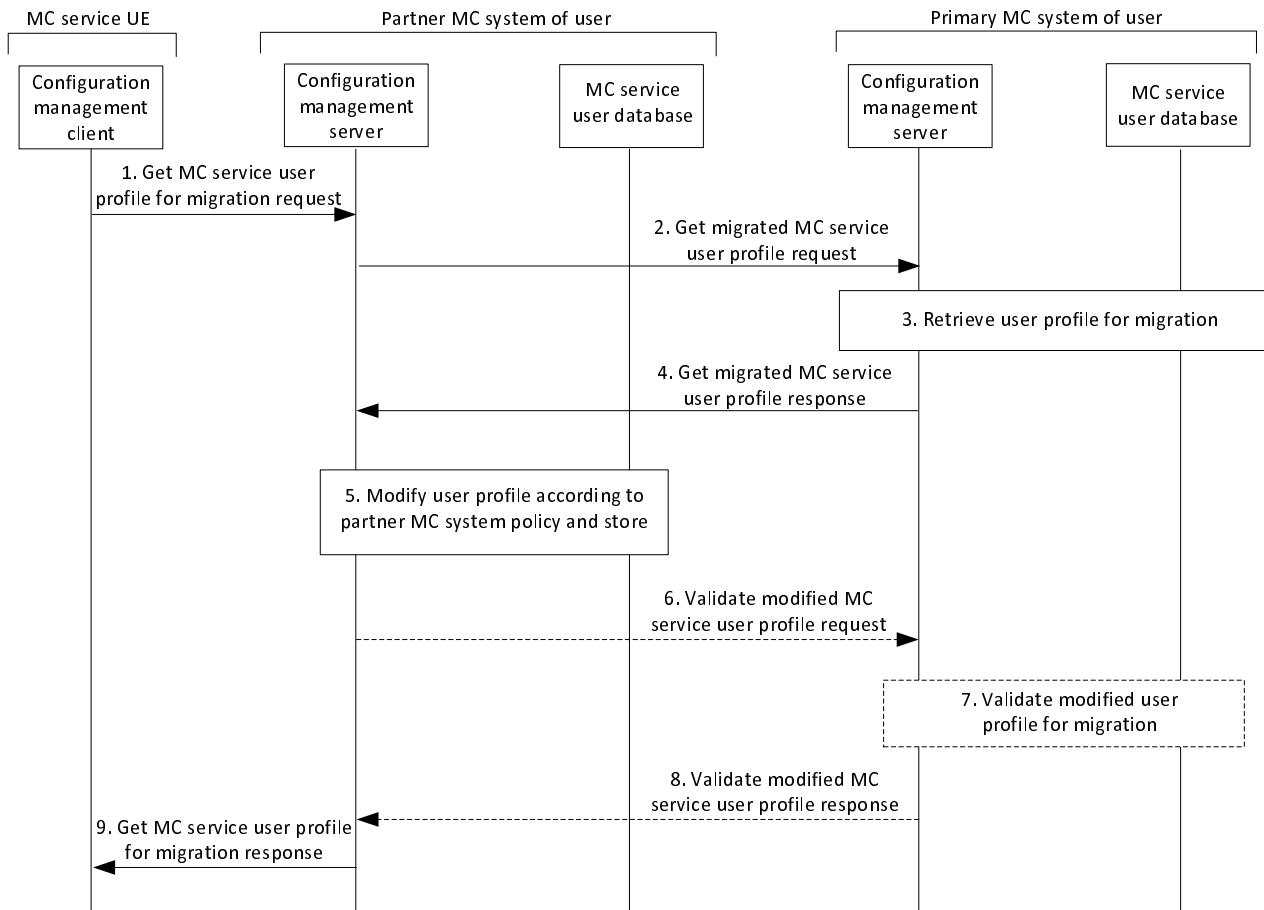 MC service UE
Partner MC system of user
Primary MC system of user
Configuration
management
client
Configuration
management
server
MC service
user database
Configuration
management
server
MC service
user database
1. Get MC service user
profile for migration request
2. Get migrated MC service
user profile request
3. Retrieve user profile for migration
4. Get migrated MC service
user profile response
5. Modify user profile according to
partner MC system policy and store
6. Validate modified MC
service user profile request
7. Validate modified user
profile for migration
8. Validate modified MC
service user profile response
9. Get MC service user profile
for migration response